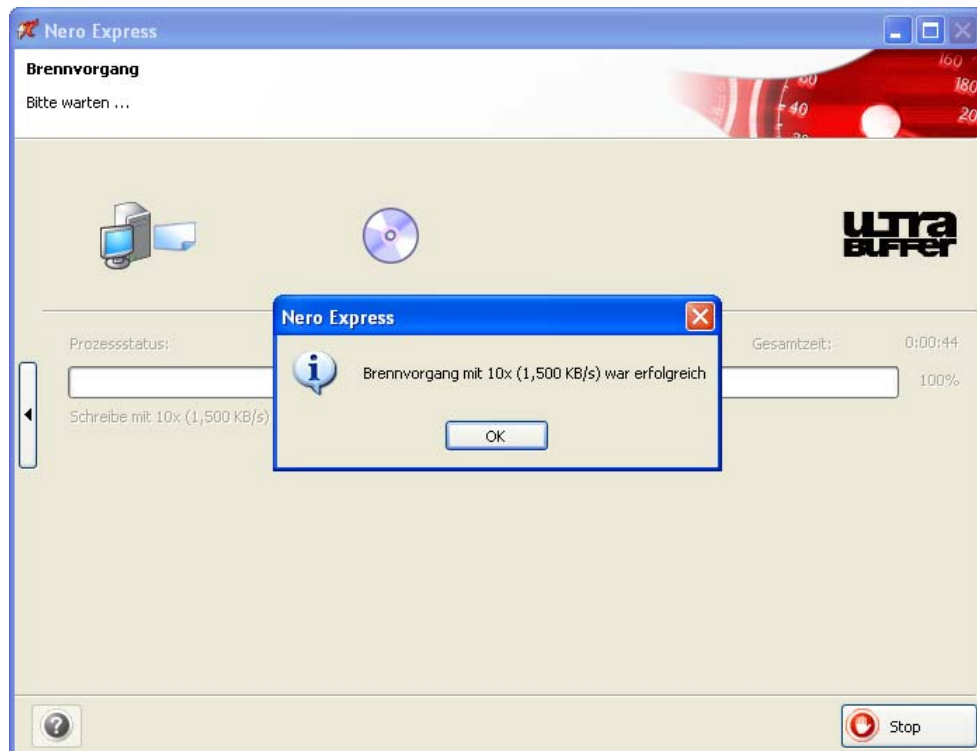 Nero Express
Brennvorgang
Bitte warten ...
160
180
20
60
40
ULTRA
BUFFER
Nero Express
Brennvorgang mit 10x (1,500 KB/s) war erfolgreich
OK
Prozessstatus:
Gesamtzeit:
0:00:44
100%
Schreibe mit 10x (1,500 KB/s)
Stop